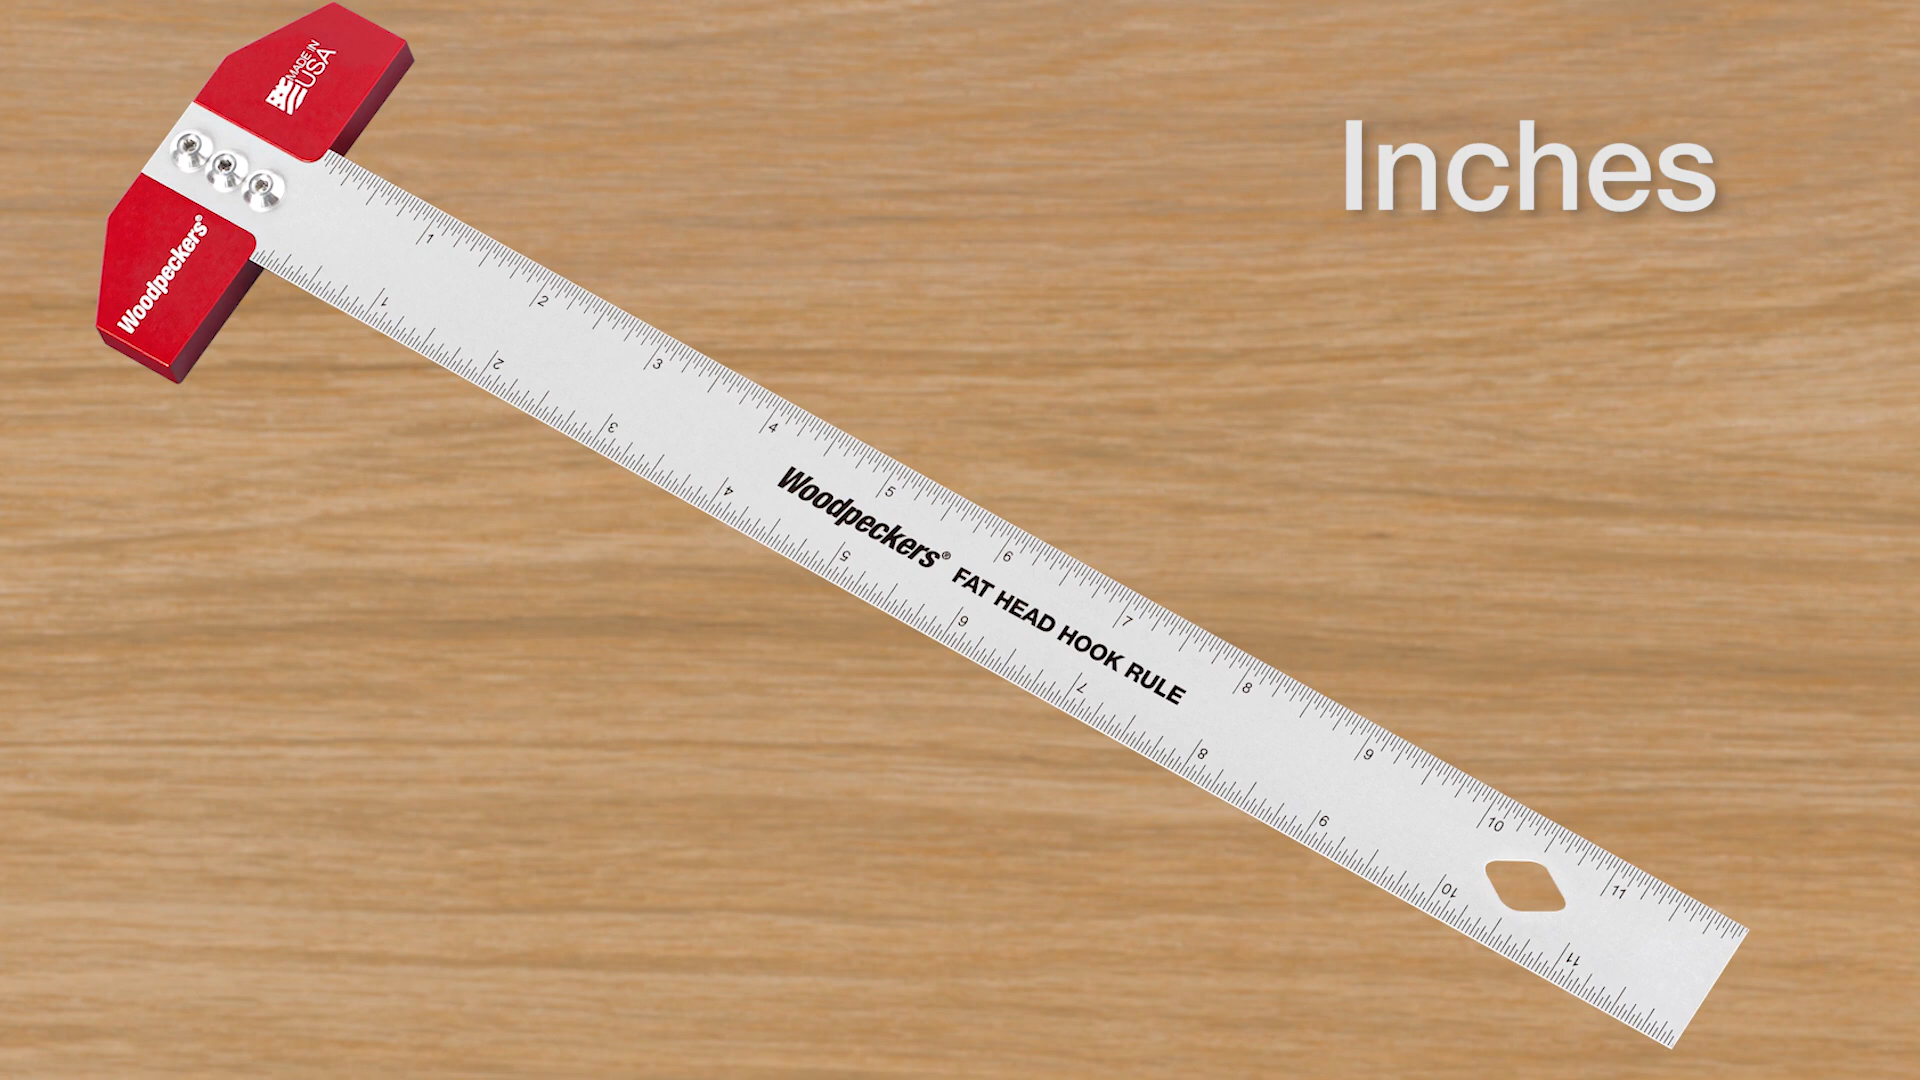 Inches
MADE IN
USA
Woodpeckers®
1 2 3 4 5 6 7 8 9 10 11
Woodpeckers® FAT HEAD HOOK RULE
1 2 3 4 5 6 7 8 9 10 11